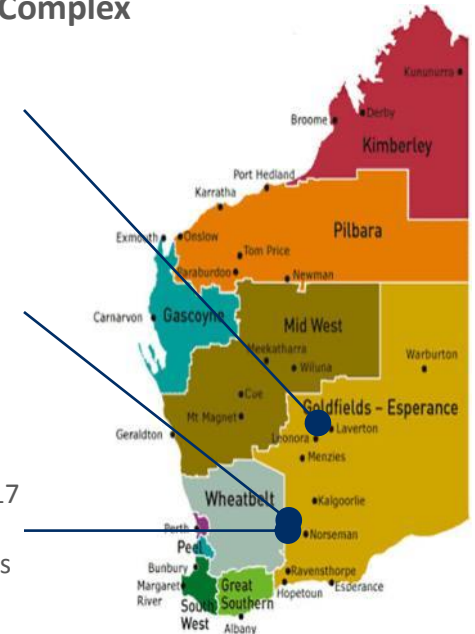 Complex
Kununurra
Broome
Derby
Kimberley
Port Hedland
Karratha
Pilbara
Exmouth
Onslow
Tom Price
Paraburdoo
Newman
Carnarvon
Gascoyne
Mid West
Meekatharra
Wiluna
Warburton
Cue
Goldfields – Esperance
Mt Magnet
Laverton
Geraldton
Leonora
Menzies
17
Wheatbelt
Kalgoorlie
Perth
Norseman
Peel
s
Bunbury
Ravensthorpe
Margaret
River
Great
Southern
Hopetoun
Esperance
South
West
Albany